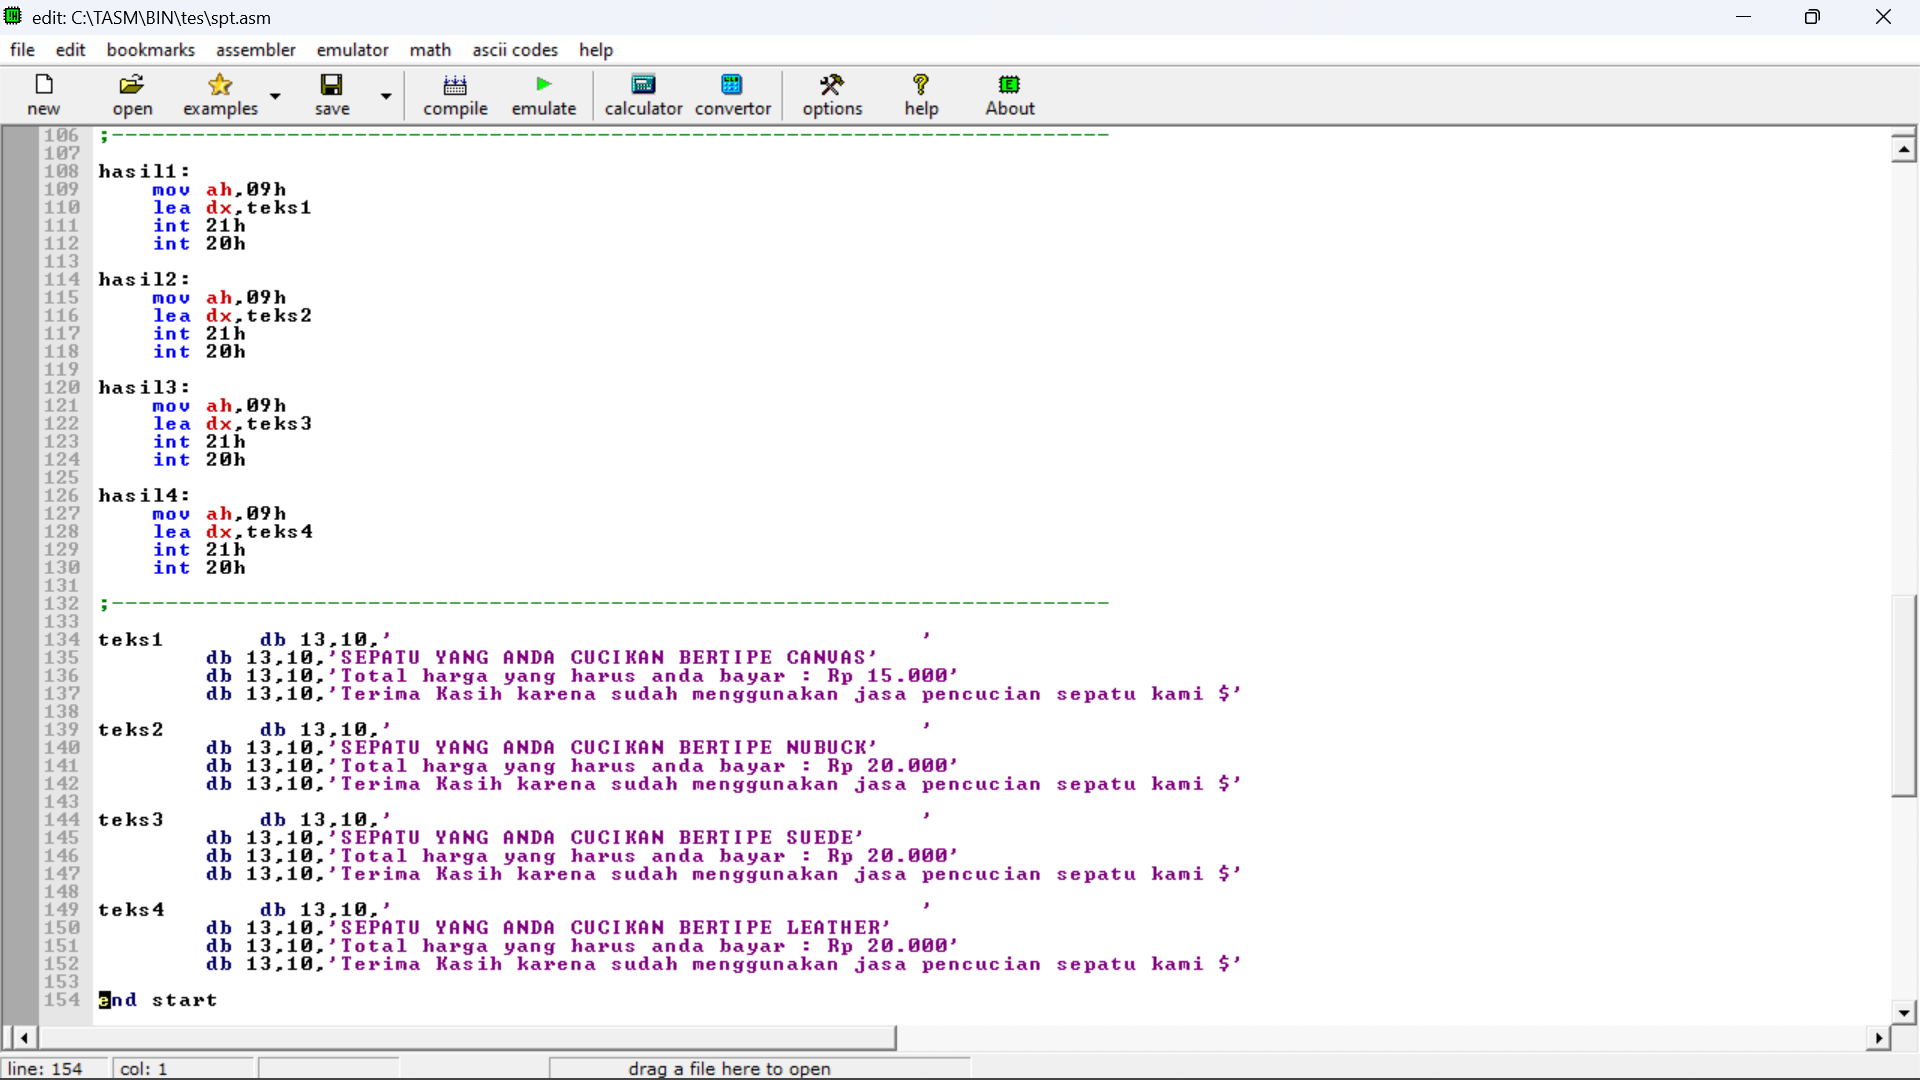 edit: C:\TASM\BIN\tes\spt.asm
file edit bookmarks assembler emulator math ascii codes help
new open examples save compile emulate calculator convertor options help About
106 ;--------------------------------------------------------------------------
107
108 hasil1:
109 mov ah,09h
110 lea dx,teks1
111 int 21h
112 int 20h
113
114 hasil2:
115 mov ah,09h
116 lea dx,teks2
117 int 21h
118 int 20h
119
120 hasil3:
121 mov ah,09h
122 lea dx,teks3
123 int 21h
124 int 20h
125
126 hasil4:
127 mov ah,09h
128 lea dx,teks4
129 int 21h
130 int 20h
131
132 ;--------------------------------------------------------------------------
133
134 teks1 db 13,10,' '
135 db 13,10,'SEPATU YANG ANDA CUCIKAN BERTIPE CANVAS'
136 db 13,10,'Total harga yang harus anda bayar : Rp 15.000'
137 db 13,10,'Terima Kasih karena sudah menggunakan jasa pencucian sepatu kami $'
138
139 teks2 db 13,10,' '
140 db 13,10,'SEPATU YANG ANDA CUCIKAN BERTIPE NUBUCK'
141 db 13,10,'Total harga yang harus anda bayar : Rp 20.000'
142 db 13,10,'Terima Kasih karena sudah menggunakan jasa pencucian sepatu kami $'
143
144 teks3 db 13,10,' '
145 db 13,10,'SEPATU YANG ANDA CUCIKAN BERTIPE SUEDE'
146 db 13,10,'Total harga yang harus anda bayar : Rp 20.000'
147 db 13,10,'Terima Kasih karena sudah menggunakan jasa pencucian sepatu kami $'
148
149 teks4 db 13,10,' '
150 db 13,10,'SEPATU YANG ANDA CUCIKAN BERTIPE LEATHER'
151 db 13,10,'Total harga yang harus anda bayar : Rp 20.000'
152 db 13,10,'Terima Kasih karena sudah menggunakan jasa pencucian sepatu kami $'
153
154 end start
line: 154 col: 1 drag a file here to open